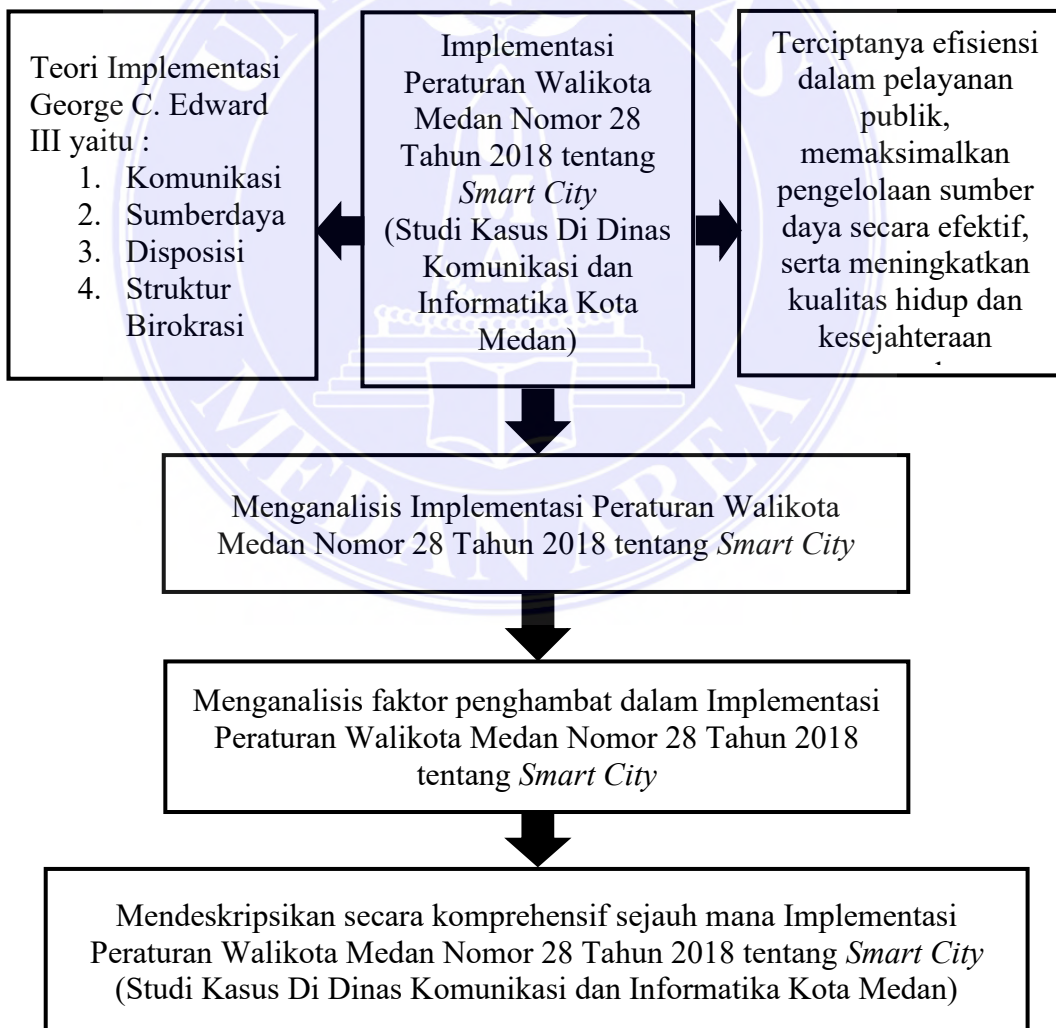 Teori Implementasi
George C. Edward
III yaitu :
1. Komunikasi
2. Sumberdaya
3. Disposisi
4. Struktur
Birokrasi
Implementasi
Peraturan Walikota
Medan Nomor 28
Tahun 2018 tentang
Smart City
(Studi Kasus Di Dinas
Komunikasi dan
Informatika Kota
Medan)
Terciptanya efisiensi
dalam pelayanan
publik,
memaksimalkan
pengelolaan sumber
daya secara efektif,
serta meningkatkan
kualitas hidup dan
kesejahteraan
Menganalisis Implementasi Peraturan Walikota
Medan Nomor 28 Tahun 2018 tentang Smart City
Menganalisis faktor penghambat dalam Implementasi
Peraturan Walikota Medan Nomor 28 Tahun 2018
tentang Smart City
Mendeskripsikan secara komprehensif sejauh mana Implementasi
Peraturan Walikota Medan Nomor 28 Tahun 2018 tentang Smart City
(Studi Kasus Di Dinas Komunikasi dan Informatika Kota Medan)
MEDAN AREA